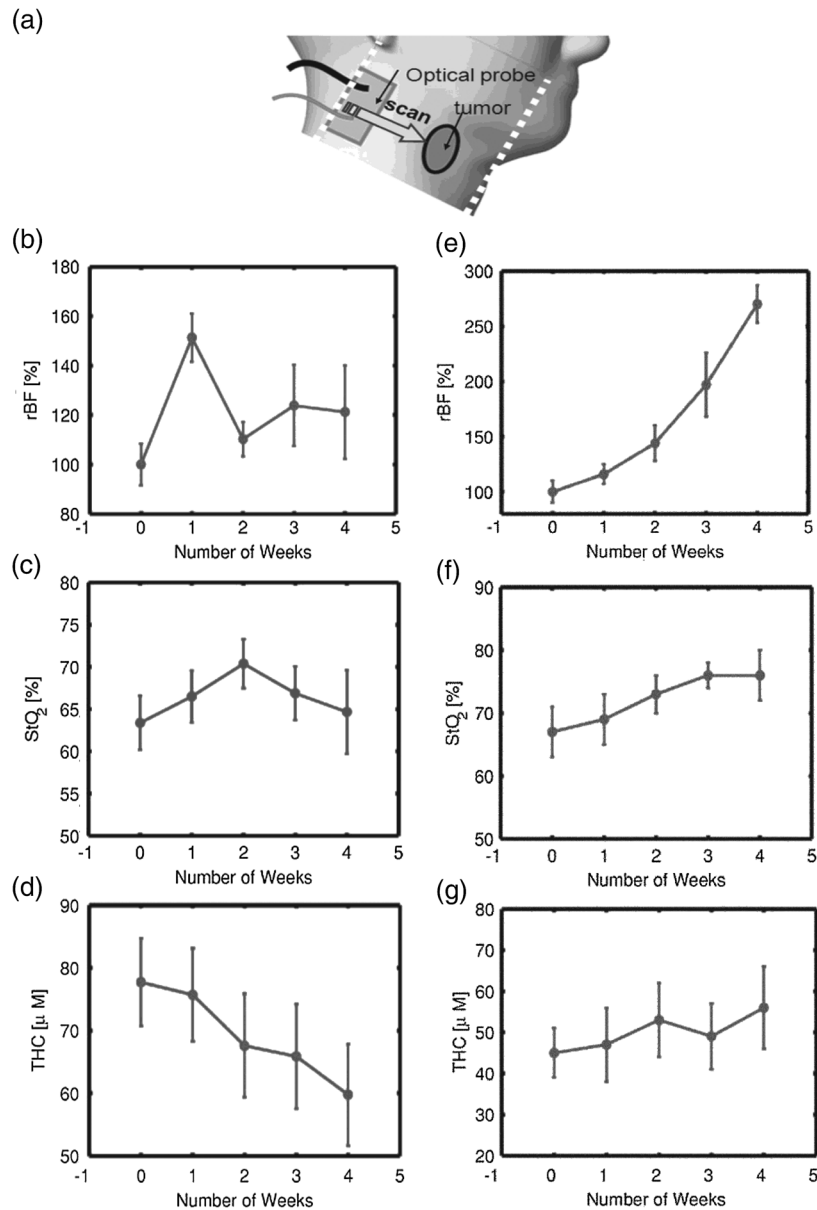 (a)
Optical probe
scan
tumor
(b)
180
160
140
120
100
80
rBF [%]
-1 0 1 2 3 4 5
Number of Weeks
(e)
300
250
200
150
100
rBF [%]
-1 0 1 2 3 4 5
Number of Weeks
(c)
80
75
70
65
60
55
50
StO2 [%]
-1 0 1 2 3 4 5
Number of Weeks
(f)
90
80
70
60
50
StO2 [%]
-1 0 1 2 3 4 5
Number of Weeks
(d)
90
80
70
60
50
THC [μ M]
-1 0 1 2 3 4 5
Number of Weeks
(g)
80
70
60
50
40
30
20
THC [μ M]
-1 0 1 2 3 4 5
Number of Weeks